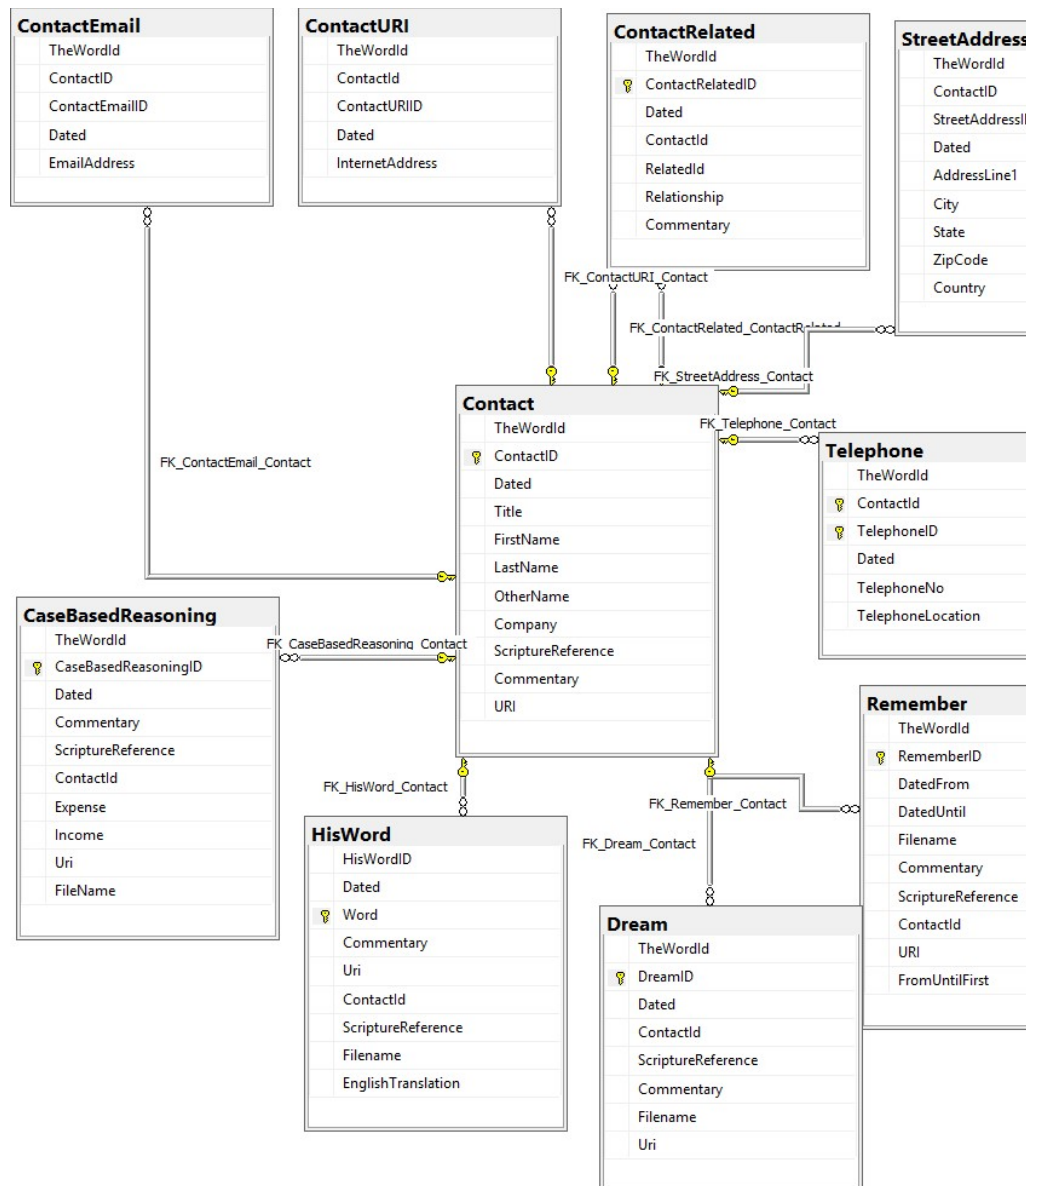 ContactEmail
TheWordId
ContactID
ContactEmailID
Dated
EmailAddress
ContactURI
TheWordId
ContactId
ContactURIID
Dated
InternetAddress
ContactRelated
TheWordId
ContactRelatedID
Dated
ContactId
RelatedId
Relationship
Commentary
StreetAddress
TheWordId
ContactID
Dated
AddressLine1
City
State
ZipCode
Country
FK_ContactURI_Contact
FK_ContactRelated_ContactRelated
FK_StreetAddress_Contact
FK_Telephone_Contact
FK_ContactEmail_Contact
Contact
TheWordId
ContactID
Dated
Title
FirstName
LastName
OtherName
Company
ScriptureReference
Commentary
URI
Telephone
TheWordId
ContactId
TelephoneID
Dated
TelephoneNo
TelephoneLocation
CaseBasedReasoning
TheWordId
CaseBasedReasoningID
Dated
Commentary
ScriptureReference
ContactId
Expense
Income
Uri
FileName
FK_CaseBasedReasoning_Contact
FK_HisWord_Contact
FK_Remember_Contact
FK_Dream_Contact
HisWord
HisWordID
Dated
Word
Commentary
Uri
ContactId
ScriptureReference
Filename
EnglishTranslation
Dream
TheWordId
DreamID
Dated
ContactId
ScriptureReference
Commentary
Filename
Uri
Remember
TheWordId
RememberID
DatedFrom
DatedUntil
Filename
Commentary
ScriptureReference
ContactId
URI
FromUntilFirst